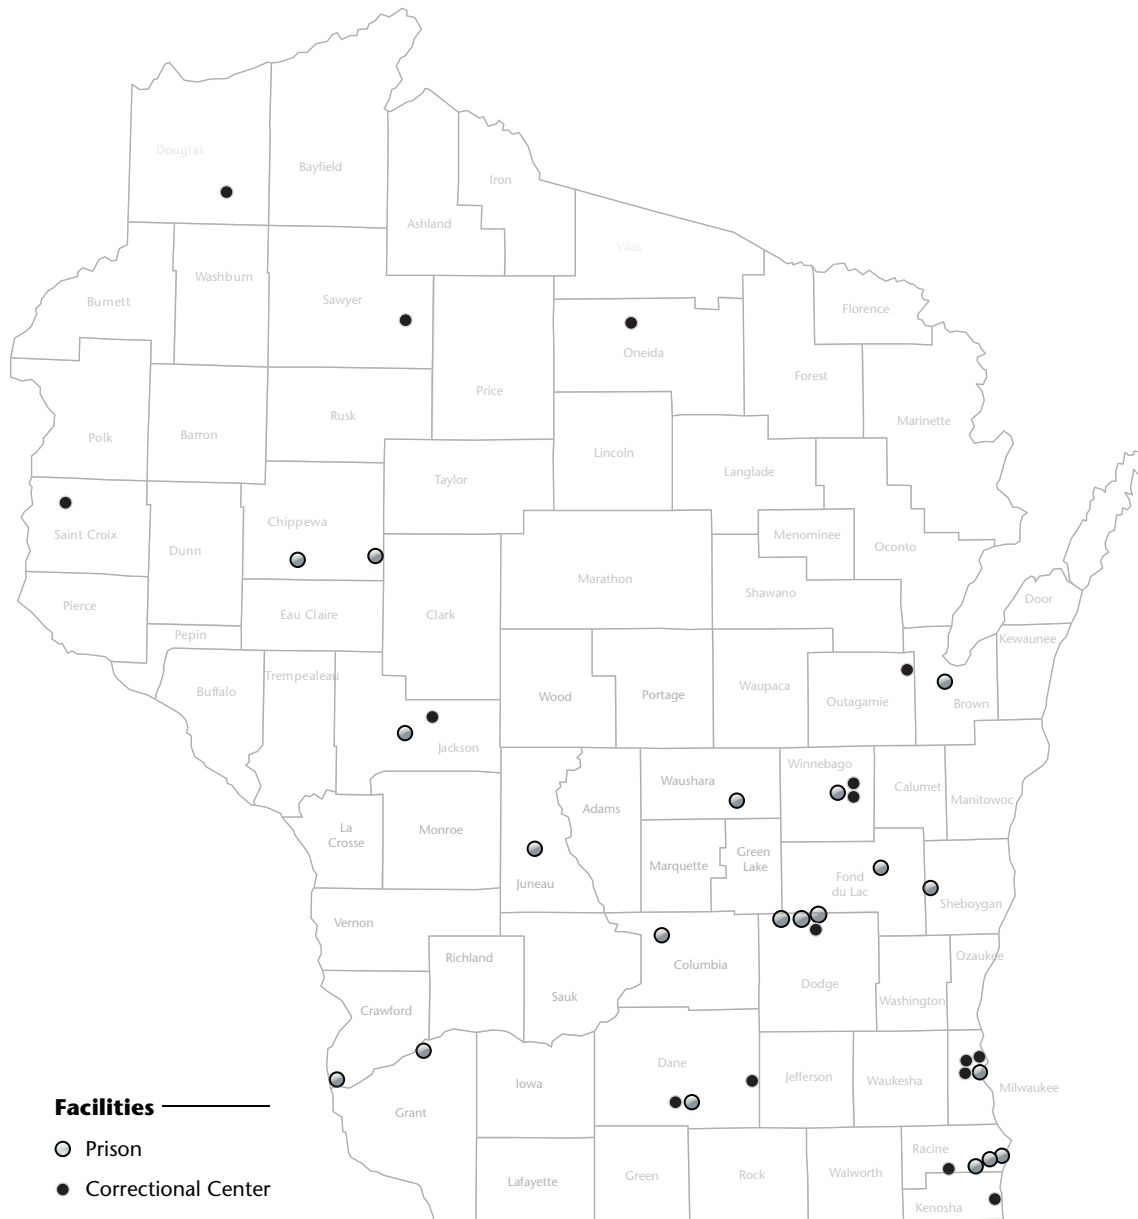 Douglas
Bayfield
Iron
Ashland
Vilas
Washburn
Burnett
Sawyer
Florence
Oneida
Forest
Price
Rusk
Marinette
Polk
Barron
Lincoln
Langlade
Taylor
Chippewa
Saint Croix
Menominee
Oconto
Dunn
Marathon
Shawano
Pierce
Eau Claire
Clark
Door
Pepin
Kewaunee
Trempealeau
Buffalo
Wood
Portage
Waupaca
Outagamie
Brown
Jackson
Winnebago
Waushara
Calumet
Manitowoc
Adams
La
Crosse
Monroe
Green
Lake
Marquette
Fond
du Lac
Juneau
Sheboygan
Vernon
Richland
Columbia
Ozaukee
Dodge
Sauk
Washington
Crawford
Dane
Jefferson
Waukesha
Iowa
Milwaukee
Grant
Racine
Green
Rock
Walworth
Lafayette
Kenosha
Facilities
Prison
Correctional Center